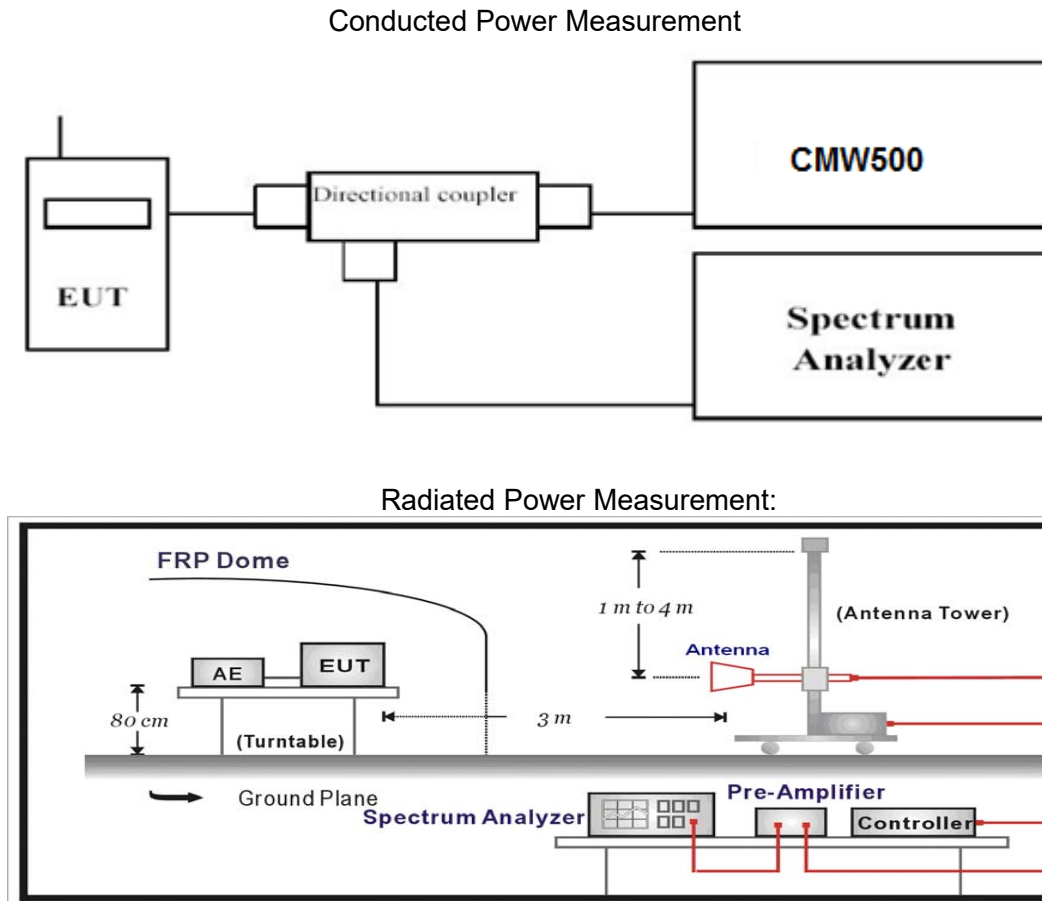 Conducted Power Measurement
CMW500
Directional coupler
EUT
Spectrum
Analyzer
Radiated Power Measurement:
FRP Dome
1 m to 4 m
(Antenna Tower)
Antenna
AE
EUT
80 cm
3 m
(Turntable)
Ground Plane
Pre-Amplifier
Spectrum Analyzer
Controller